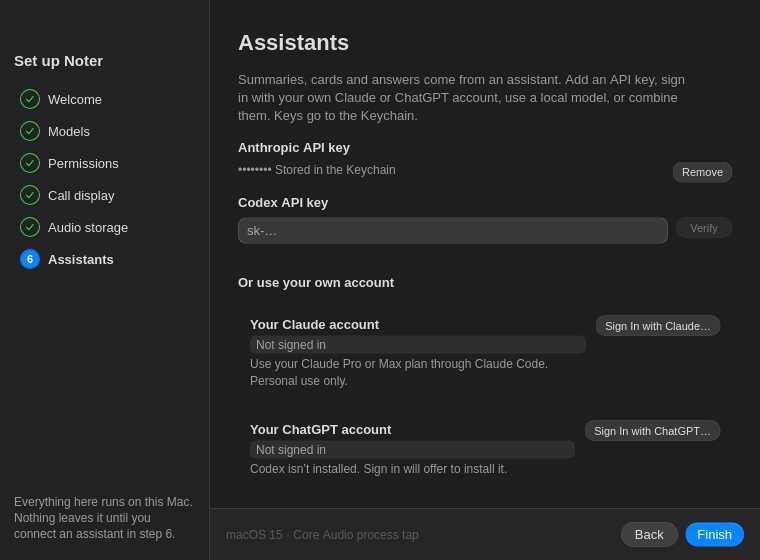 Set up Noter
Welcome
Models
Permissions
Call display
Audio storage
6 Assistants
Everything here runs on this Mac.
Nothing leaves it until you
connect an assistant in step 6.
Assistants
Summaries, cards and answers come from an assistant. Add an API key, sign
in with your own Claude or ChatGPT account, use a local model, or combine
them. Keys go to the Keychain.
Anthropic API key
•••••••• Stored in the Keychain
Remove
Codex API key
sk-…
Verify
Or use your own account
Your Claude account
Sign In with Claude…
Not signed in
Use your Claude Pro or Max plan through Claude Code.
Personal use only.
Your ChatGPT account
Sign In with ChatGPT…
Not signed in
Codex isn’t installed. Sign in will offer to install it.
macOS 15 · Core Audio process tap
Back
Finish